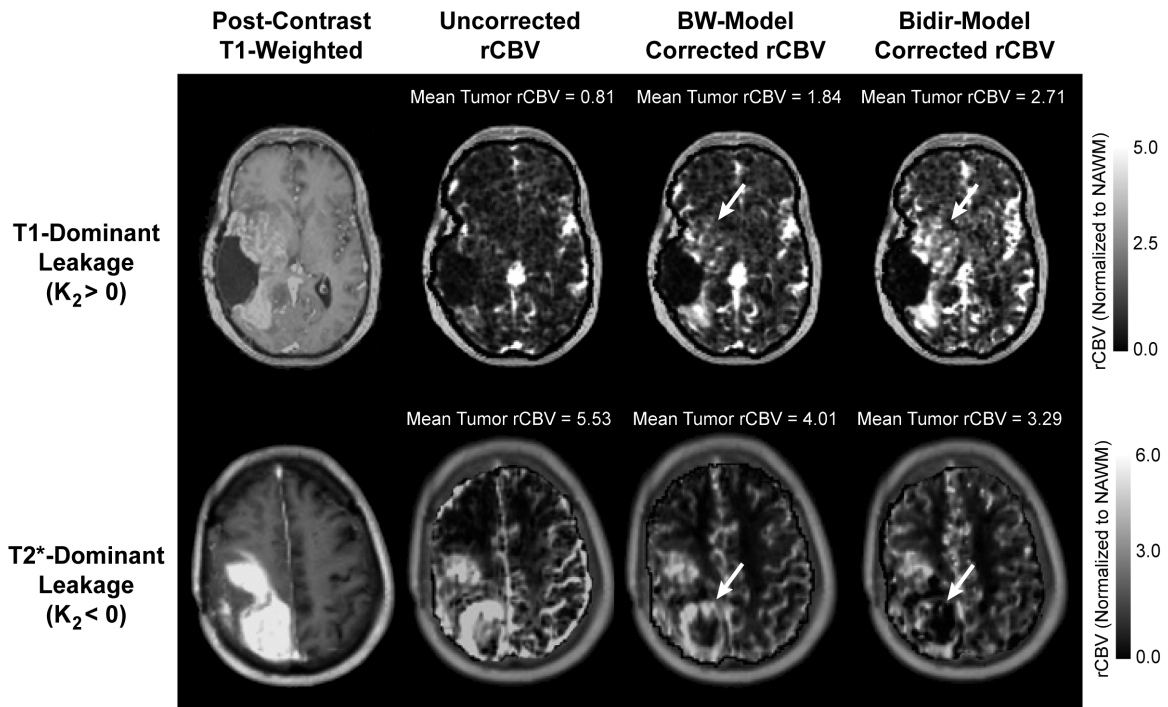 Post-Contrast
T1-Weighted
Uncorrected
rCBV
BW-Model
Corrected rCBV
Bidir-Model
Corrected rCBV
T1-Dominant
Leakage
(K2 > 0)
Mean Tumor rCBV = 0.81
Mean Tumor rCBV = 1.84
Mean Tumor rCBV = 2.71
5.0
2.5
0.0
rCBV (Normalized to NAWM)
T2*-Dominant
Leakage
(K2 < 0)
Mean Tumor rCBV = 5.53
Mean Tumor rCBV = 4.01
Mean Tumor rCBV = 3.29
6.0
3.0
0.0
rCBV (Normalized to NAWM)